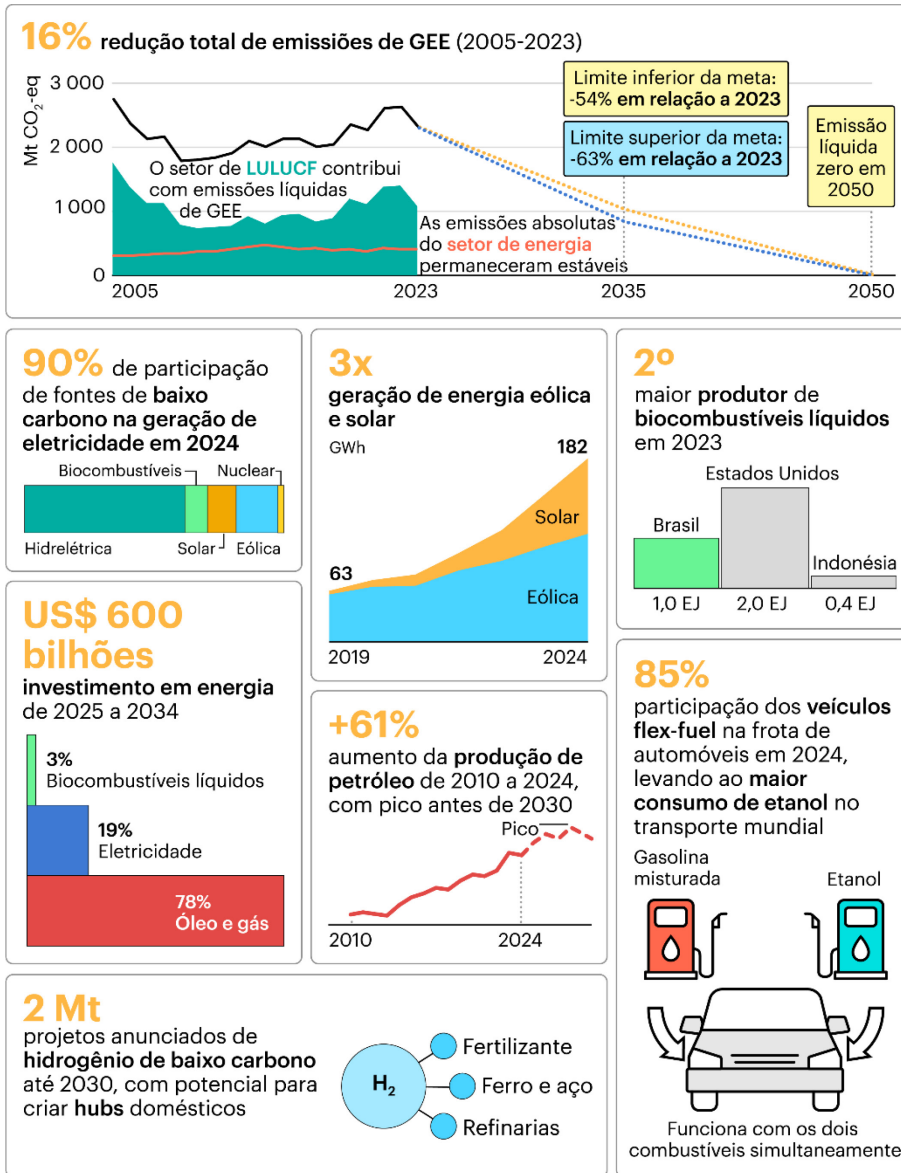 16% redução total de emissiões de GEE (2005-2023)
Mt CO₂-eq
3 000
2 000
1 000
0
2005
2023
2035
2050
O setor de LULUCF contribui
com emissões líquidas
de GEE
As emissões absolutas
do setor de energia
permaneceram estáveis
Limite inferior da meta:
-54% em relação a 2023
Limite superior da meta:
-63% em relação a 2023
Emissão
líquida
zero em
2050
90% de participação
de fontes de baixo
carbono na geração de
eletricidade em 2024
Biocombustíveis
Nuclear
Hidrelétrica
Solar
Eólica
3x
geração de energia eólica
e solar
GWh
182
63
Solar
Eólica
2019
2024
2º
maior produtor de
biocombustíveis líquidos
em 2023
Estados Unidos
Brasil
Indonésia
1,0 EJ
2,0 EJ
0,4 EJ
US$ 600
bilhões
investimento em energia
de 2025 a 2034
3%
Biocombustíveis líquidos
19%
Eletricidade
78%
Óleo e gás
+61%
aumento da produção de
petróleo de 2010 a 2024,
com pico antes de 2030
Pico
2010
2024
85%
participação dos veículos
flex-fuel na frota de
automóveis em 2024,
levando ao maior
consumo de etanol no
transporte mundial
Gasolina
misturada
Etanol
Funciona com os dois
combustíveis simultaneamente
2 Mt
projetos anunciados de
hidrogênio de baixo carbono
até 2030, com potencial para
criar hubs domésticos
H₂
Fertilizante
Ferro e aço
Refinarias